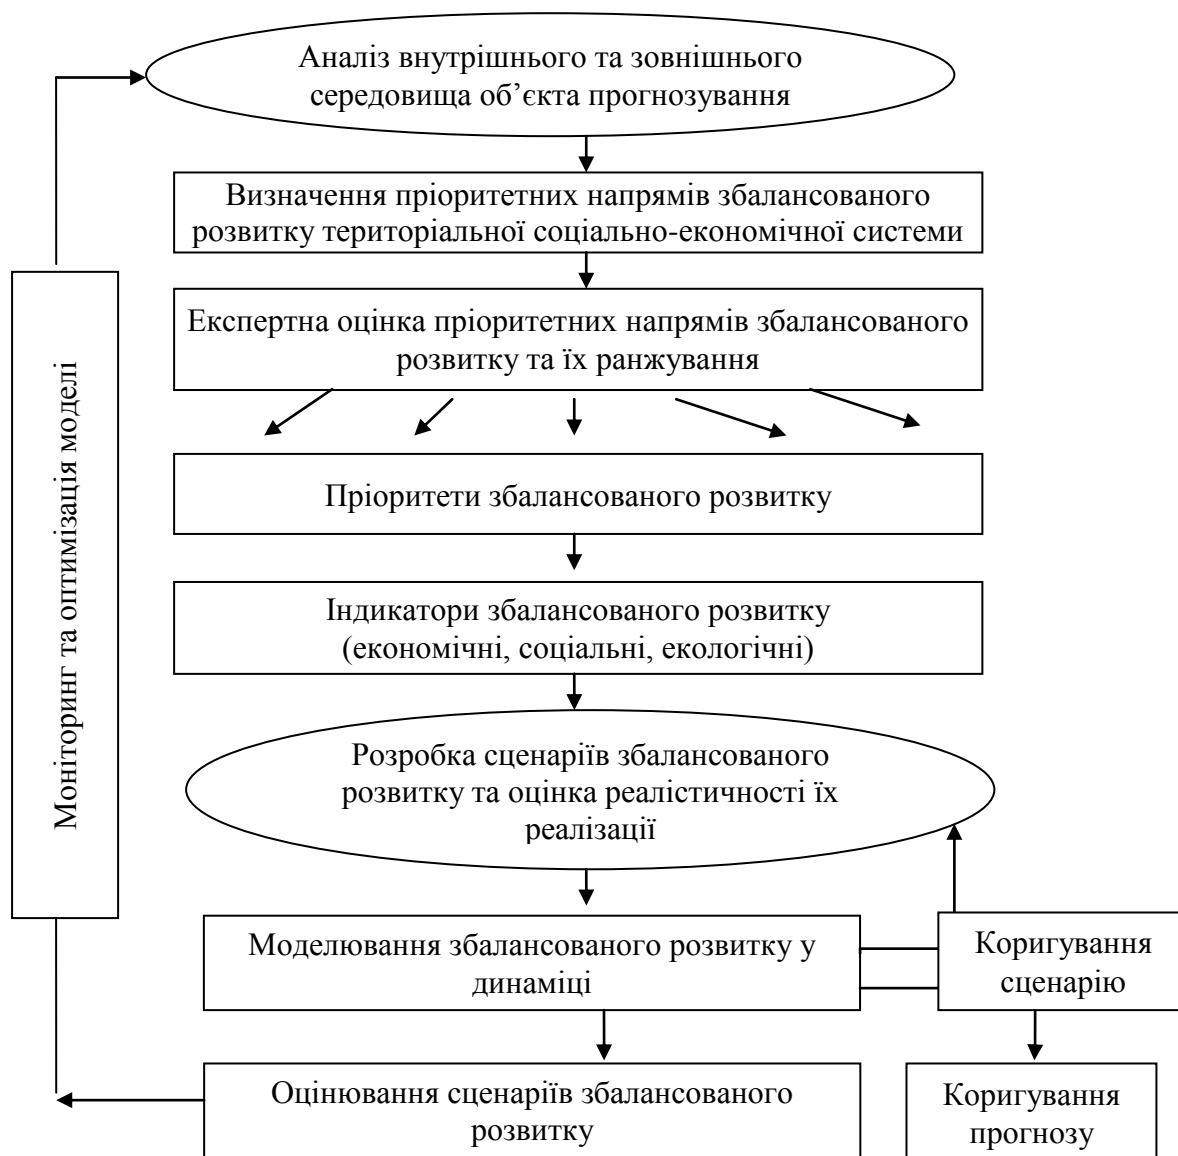 Аналіз внутрішнього та зовнішнього
середовища об’єкта прогнозування
Визначення пріоритетних напрямів збалансованого
розвитку територіальної соціально-економічної системи
Експертна оцінка пріоритетних напрямів збалансованого
розвитку та їх ранжування
Моніторинг та оптимізація моделі
Пріоритети збалансованого розвитку
Індикатори збалансованого розвитку
(економічні, соціальні, екологічні)
Розробка сценаріїв збалансованого
розвитку та оцінка реалістичності їх
реалізації
Моделювання збалансованого розвитку у
динаміці
Коригування
сценарію
Оцінювання сценаріїв збалансованого
розвитку
Коригування
прогнозу